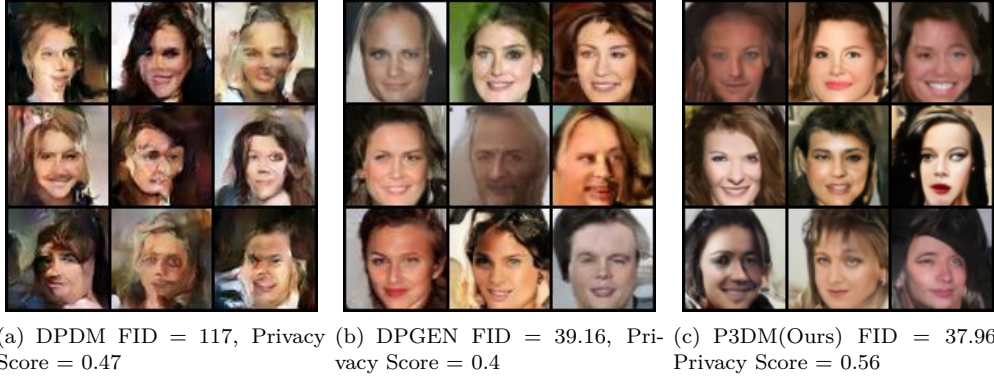 (a) DPDM FID = 117, Privacy
Score = 0.47
(b) DPGEN FID = 39.16, Pri-
vacy Score = 0.4
(c) P3DM(Ours) FID = 37.96
Privacy Score = 0.56